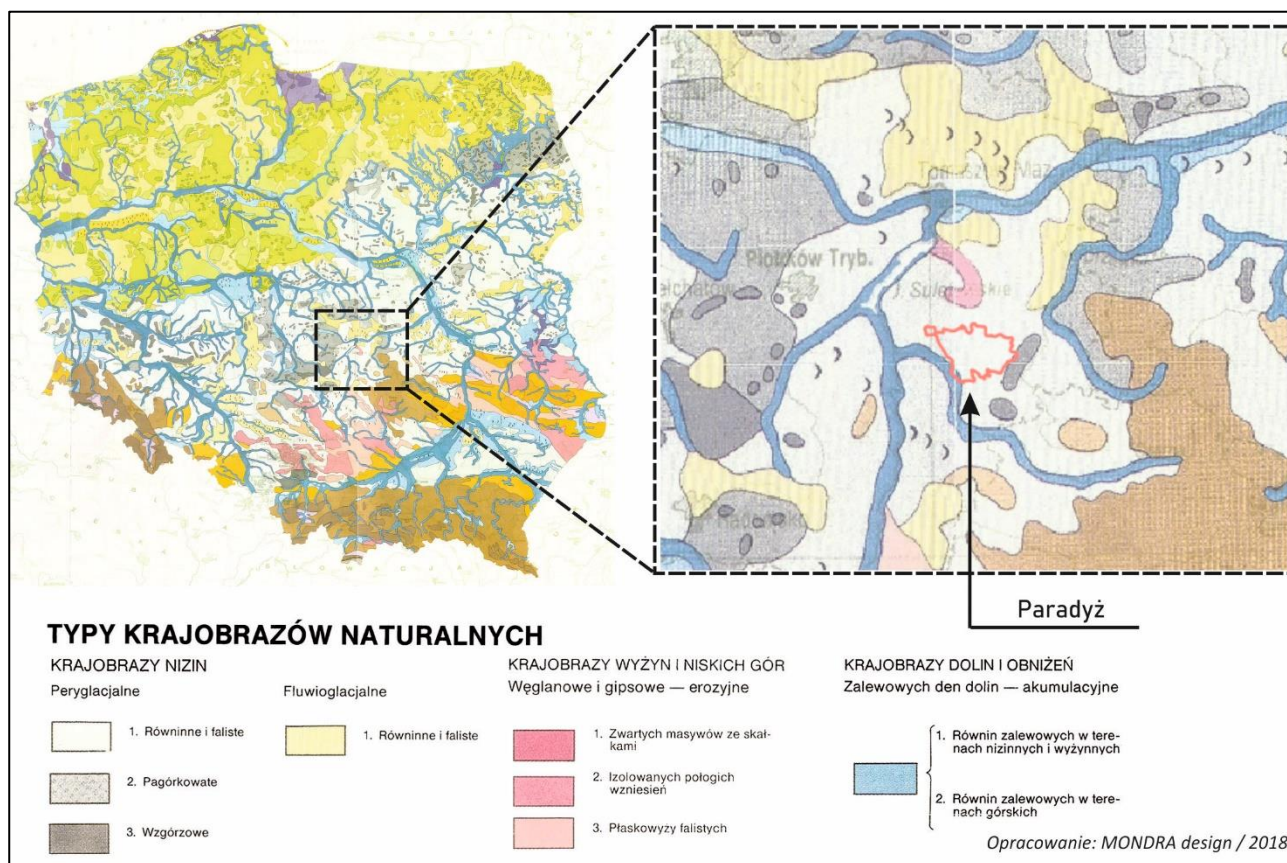 Tomaszów Maz.
Piotrków Tryb.
Paradyż
TYPY KRAJOBRAZÓW NATURALNYCH
KRAJOBRAZY NIZIN
Peryglacjalne
1. Równinne i faliste
2. Pagórkowate
3. Wzgórzowe
Fluwioglacjalne
1. Równinne i faliste
KRAJOBRAZY WYŻYN I NISKICH GÓR
Węglanowe i gipsowe — erozyjne
1. Zwartych masywów ze skał-
kami
2. Izolowanych połogich
wzniesień
3. Płaskowyży falistych
KRAJOBRAZY DOLIN I OBNIŻEŃ
Zalewowych den dolin — akumulacyjne
1. Równin zalewowych w tere-
nach nizinnych i wyżynnych
2. Równin zalewowych w tere-
nach górskich
Opracowanie: MONDRA design / 2018